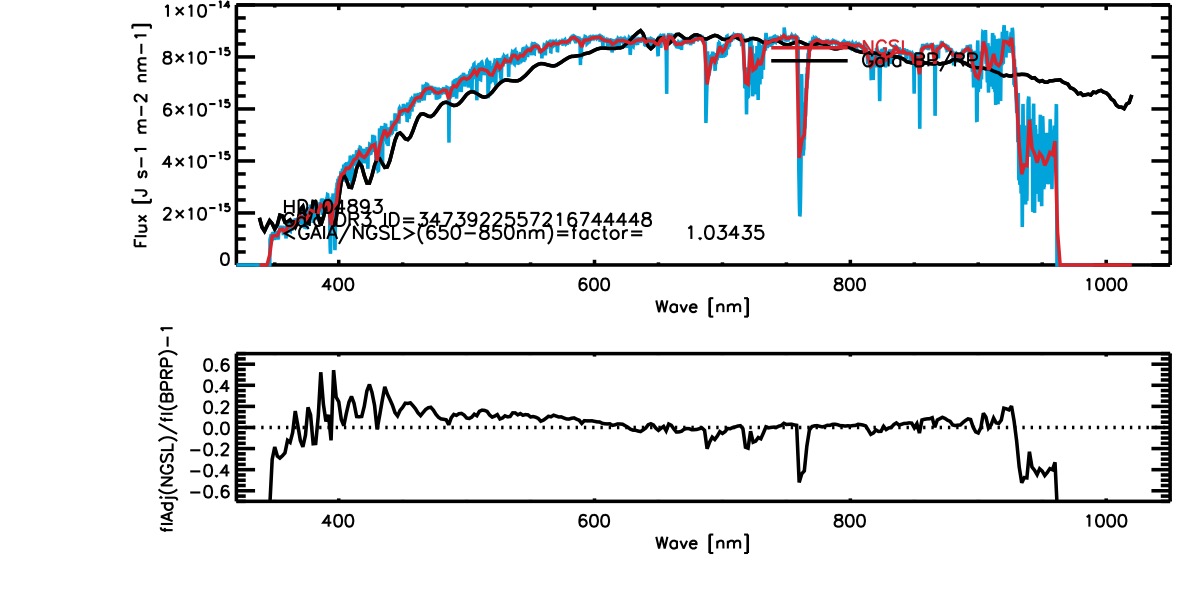 1×10−14
8×10−15
6×10−15
4×10−15
2×10−15
0
Flux [J s−1 m−2 nm−1]
NGSL
Gaia BP/RP
HD204893
Gaia DR3 ID=3473922557216744448
<GAIA/NGSL>(650−850nm)=factor= 1.03435
400 600 800 1000
Wave [nm]
0.6
0.4
0.2
0.0
−0.2
−0.4
−0.6
flAdj(NGSL)/fl(BPRP)−1
400 600 800 1000
Wave [nm]